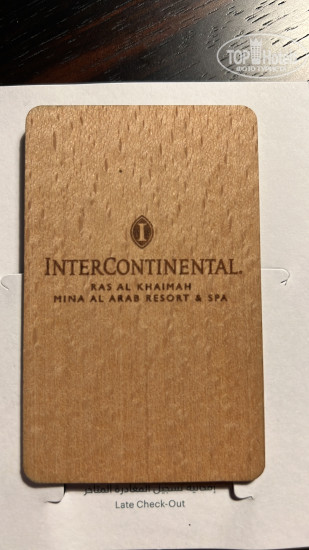 TOP Hotels
I
INTERCONTINENTAL.
RAS AL KHAIMAH
MINA AL ARAB RESORT & SPA
Late Check-Out